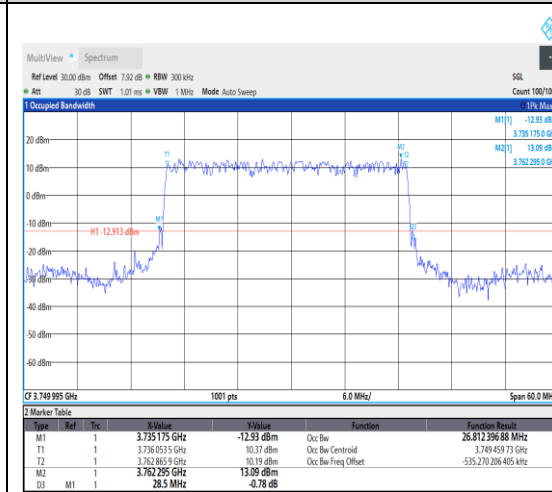 MultiView Spectrum
Ref Level 30.00 dBm Offset 7.92 dB RBW 300 kHz SGL
Att 30 dB SWT 1.01 ms VBW 1 MHz Mode Auto Sweep Count 100/10
1 Occupied Bandwidth 1Pk Max
M1[1] -12.93 dB
3.735 175 0 GH
M2[1] 13.09 dB
3.762 295 0 GH
20 dBm
T1 M2 T2
10 dBm
0 dBm
-10 dBm
M1
H1 -12.913 dBm
D3
-20 dBm
-30 dBm
-40 dBm
-50 dBm
-60 dBm
CF 3.749 995 GHz 1001 pts 6.0 MHz/ Span 60.0 MH
2 Marker Table
Type Ref Trc X-Value Y-Value Function Function Result
M1 1 3.735 175 GHz -12.93 dBm Occ Bw 26.812 396 88 MHz
T1 1 3.736 053 5 GHz 10.37 dBm Occ Bw Centroid 3.749 459 73 GHz
T2 1 3.762 865 9 GHz 10.19 dBm Occ Bw Freq Offset -535.270 206 405 kHz
M2 1 3.762 295 GHz 13.09 dBm
D3 M1 1 28.5 MHz -0.78 dB